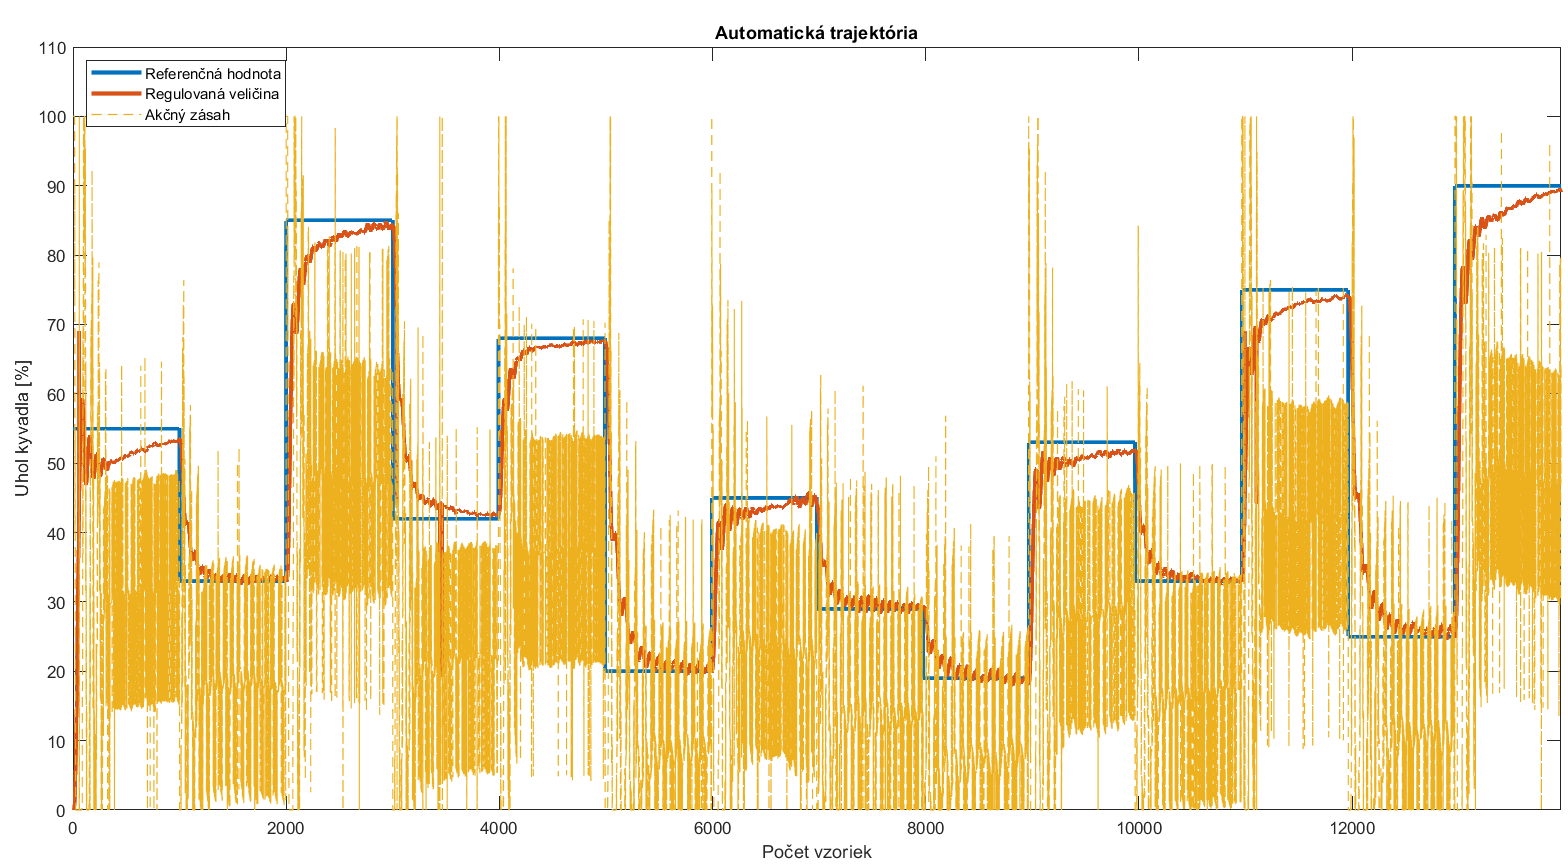 Automatická trajektória
Referenčná hodnota
Regulovaná veličina
Akčný zásah
110
100
90
80
70
60
50
40
30
20
10
0
Uhol kyvadla [%]
0 2000 4000 6000 8000 10000 12000
Počet vzoriek